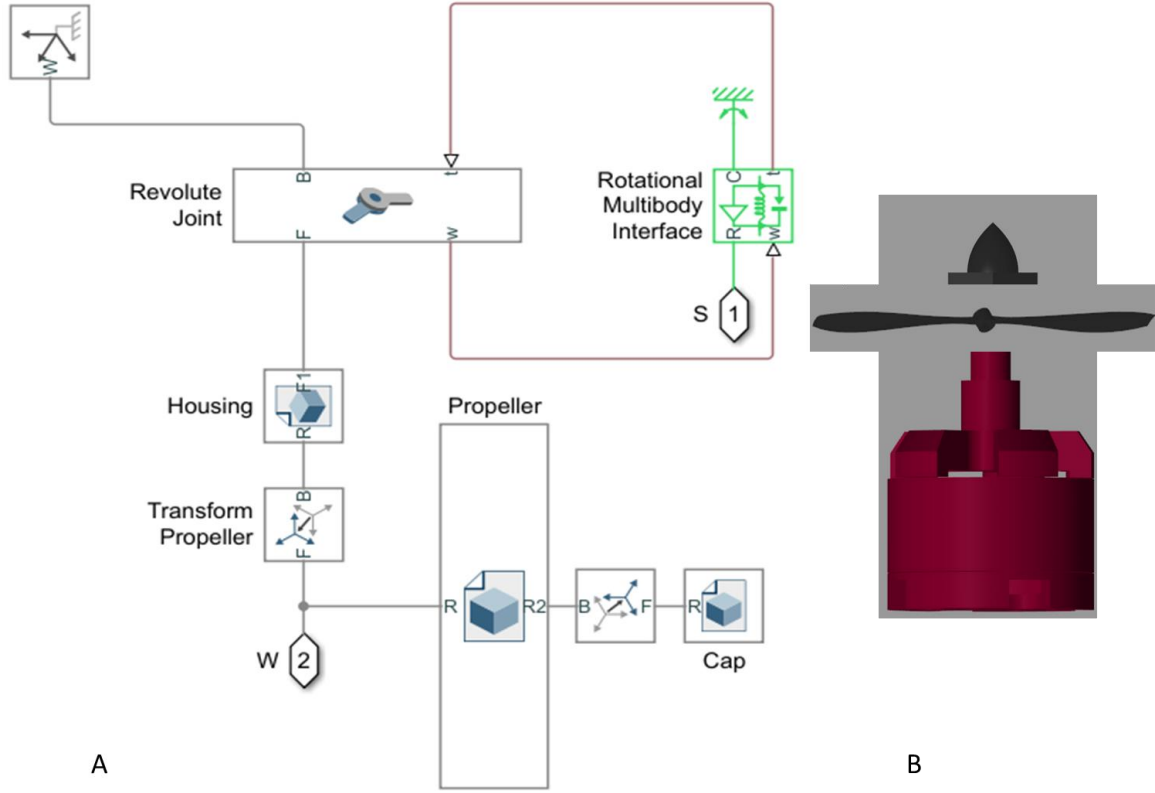 W
B
t
Revolute
Joint
F
w
Rotational
Multibody
Interface
C
t
R
w
S
1
Housing
F1
R
Propeller
Transform
Propeller
B
F
R
R2
B
F
R
Cap
W
2
A
B